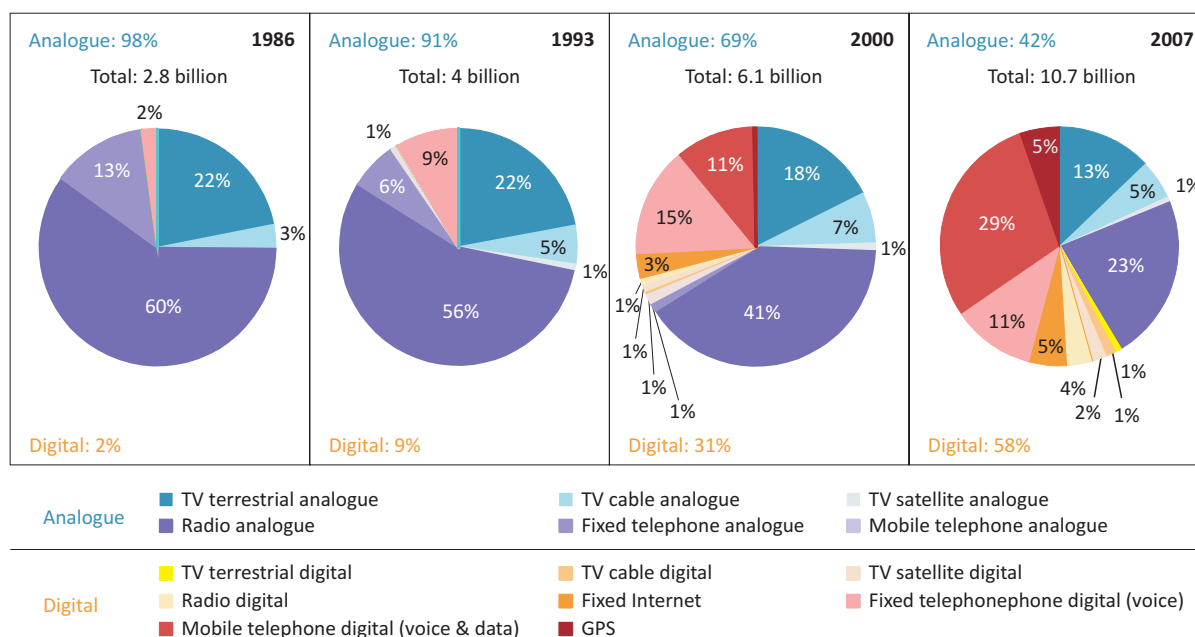 Analogue: 98% 1986
Total: 2.8 billion
2%
13%
22%
3%
60%
Digital: 2%
Analogue: 91% 1993
Total: 4 billion
1%
9%
6%
22%
5%
1%
56%
Digital: 9%
Analogue: 69% 2000
Total: 6.1 billion
11%
18%
15%
7%
3%
1%
1%
41%
1%
1%
1%
Digital: 31%
Analogue: 42% 2007
Total: 10.7 billion
5%
13%
5%
1%
29%
23%
11%
5%
4%
2%
1%
1%
Digital: 58%
Analogue
TV terrestrial analogue TV cable analogue TV satellite analogue
Radio analogue Fixed telephone analogue Mobile telephone analogue
Digital
TV terrestrial digital TV cable digital TV satellite digital
Radio digital Fixed Internet Fixed telephonephone digital (voice)
Mobile telephone digital (voice & data) GPS